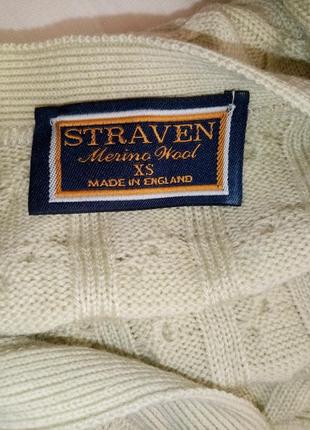 STRAVEN
Merino Wool
XS
MADE IN ENGLAND